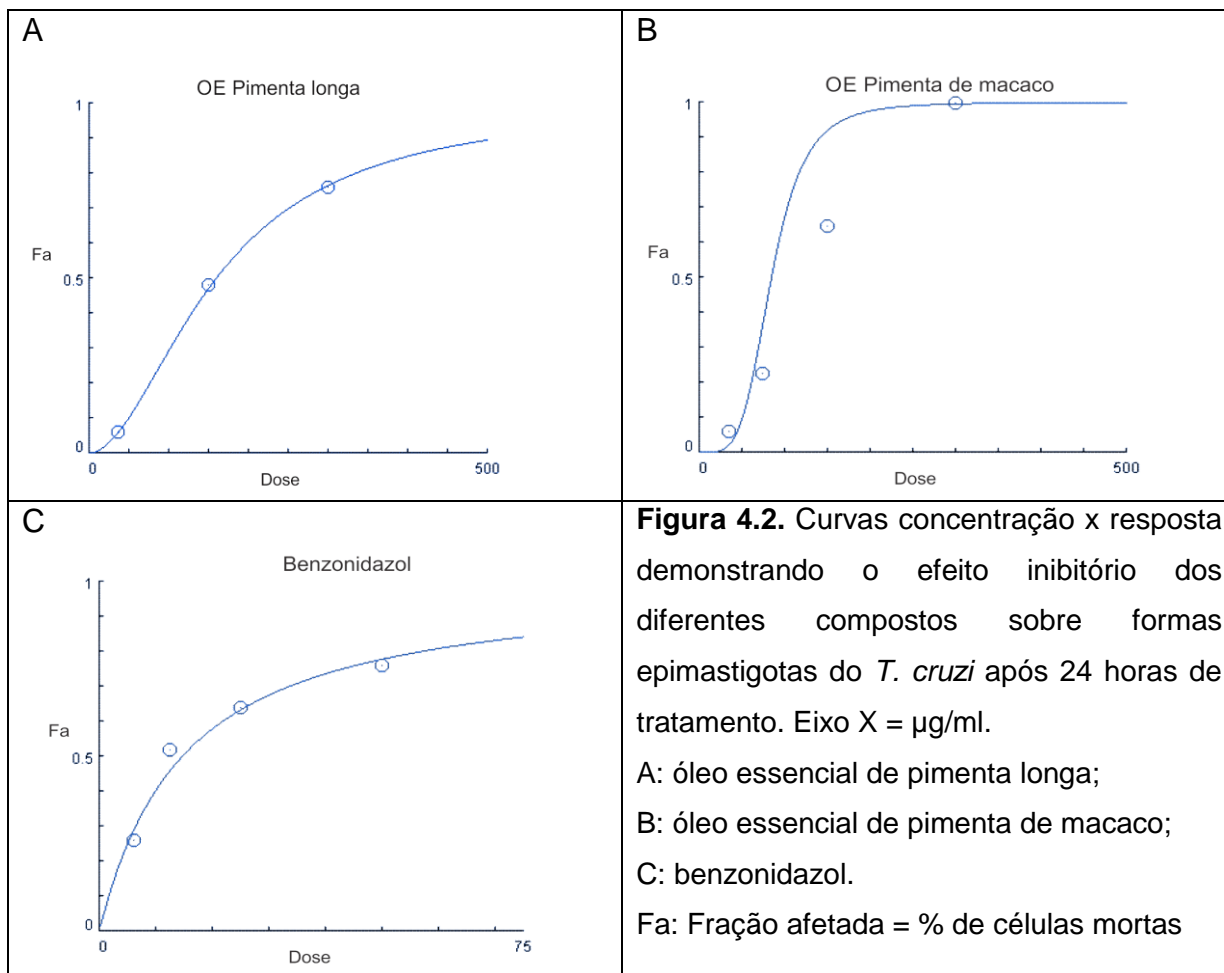 A
OE Pimenta longa
1
Fa
0.5
0
0
500
Dose
B
OE Pimenta de macaco
1
Fa
0.5
0
0
500
Dose
C
Benzonidazol
1
Fa
0.5
0
0
75
Dose
Figura 4.2. Curvas concentração x resposta
demonstrando o efeito inibitório dos
diferentes compostos sobre formas
epimastigotas do T. cruzi após 24 horas de
tratamento. Eixo X = µg/ml.
A: óleo essencial de pimenta longa;
B: óleo essencial de pimenta de macaco;
C: benzonidazol.
Fa: Fração afetada = % de células mortas